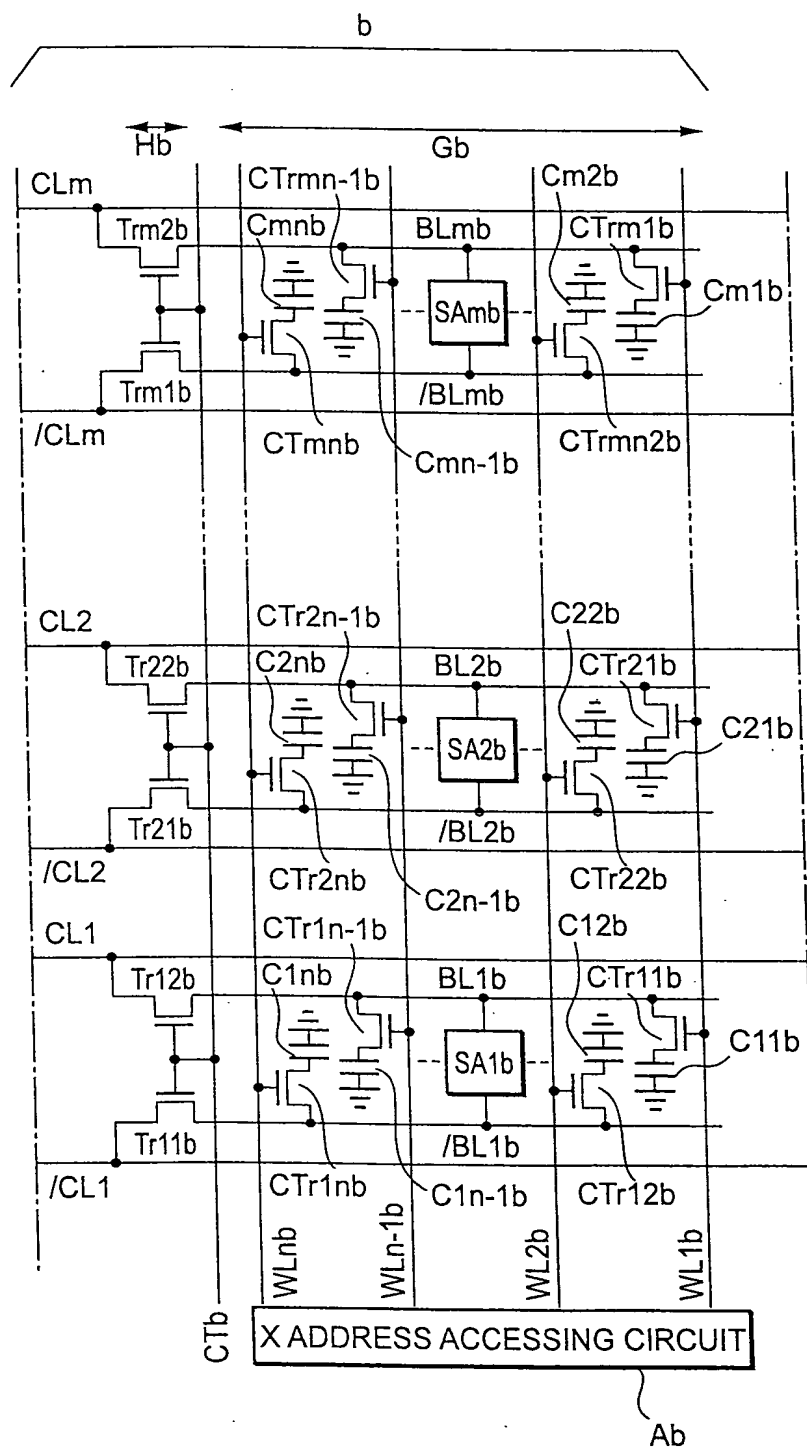 b
Hb
Gb
CLm
CTrmn-1b
Cm2b
Trm2b
Cmnb
BLmb
CTrm1b
SAmb
Cm1b
Trm1b
/BLmb
/CLm
CTmnb
Cmn-1b
CTrmn2b
CL2
CTr2n-1b
C22b
Tr22b
C2nb
BL2b
CTr21b
SA2b
C21b
Tr21b
/BL2b
/CL2
CTr2nb
C2n-1b
CTr22b
CL1
CTr1n-1b
C12b
Tr12b
C1nb
BL1b
CTr11b
SA1b
C11b
Tr11b
/BL1b
/CL1
CTr1nb
C1n-1b
CTr12b
CTb
WLnb
WLn-1b
WL2b
WL1b
X ADDRESS ACCESSING CIRCUIT
Ab